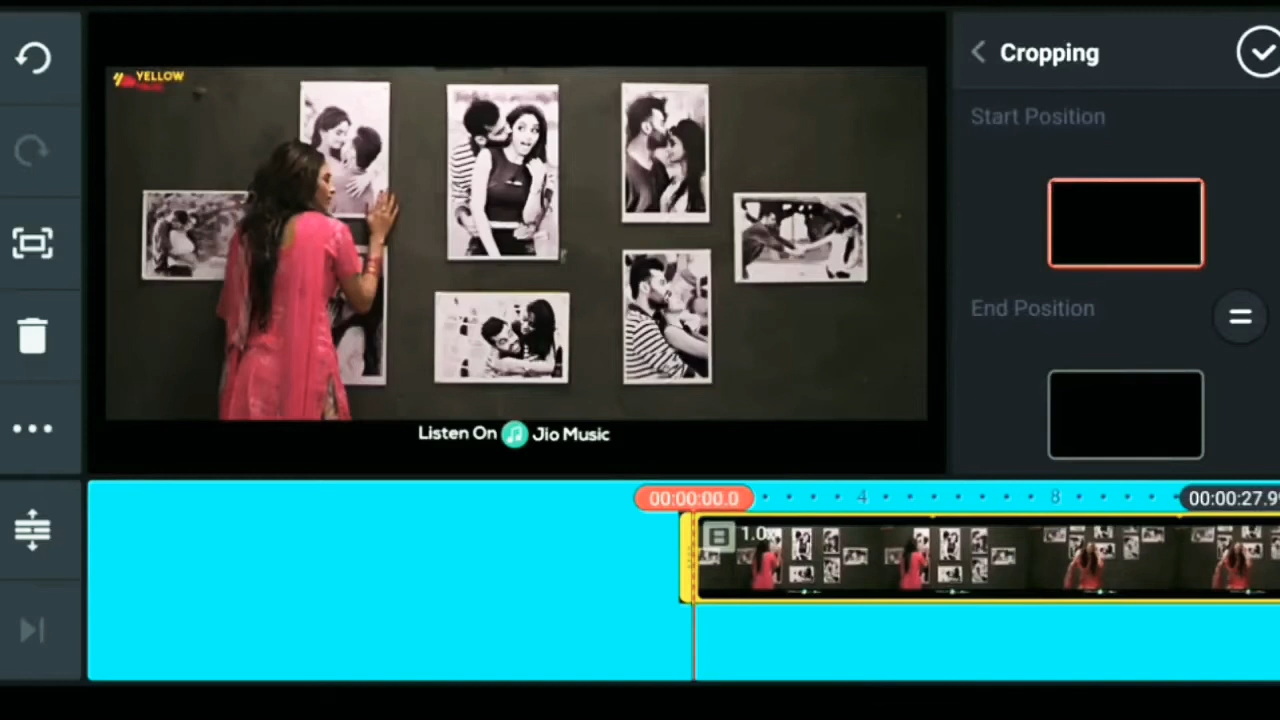 Cropping
Start Position
YELLOW
End Position
Listen On Jio Music
00:00:00.0
4
8
00:00:27.9
1.0x